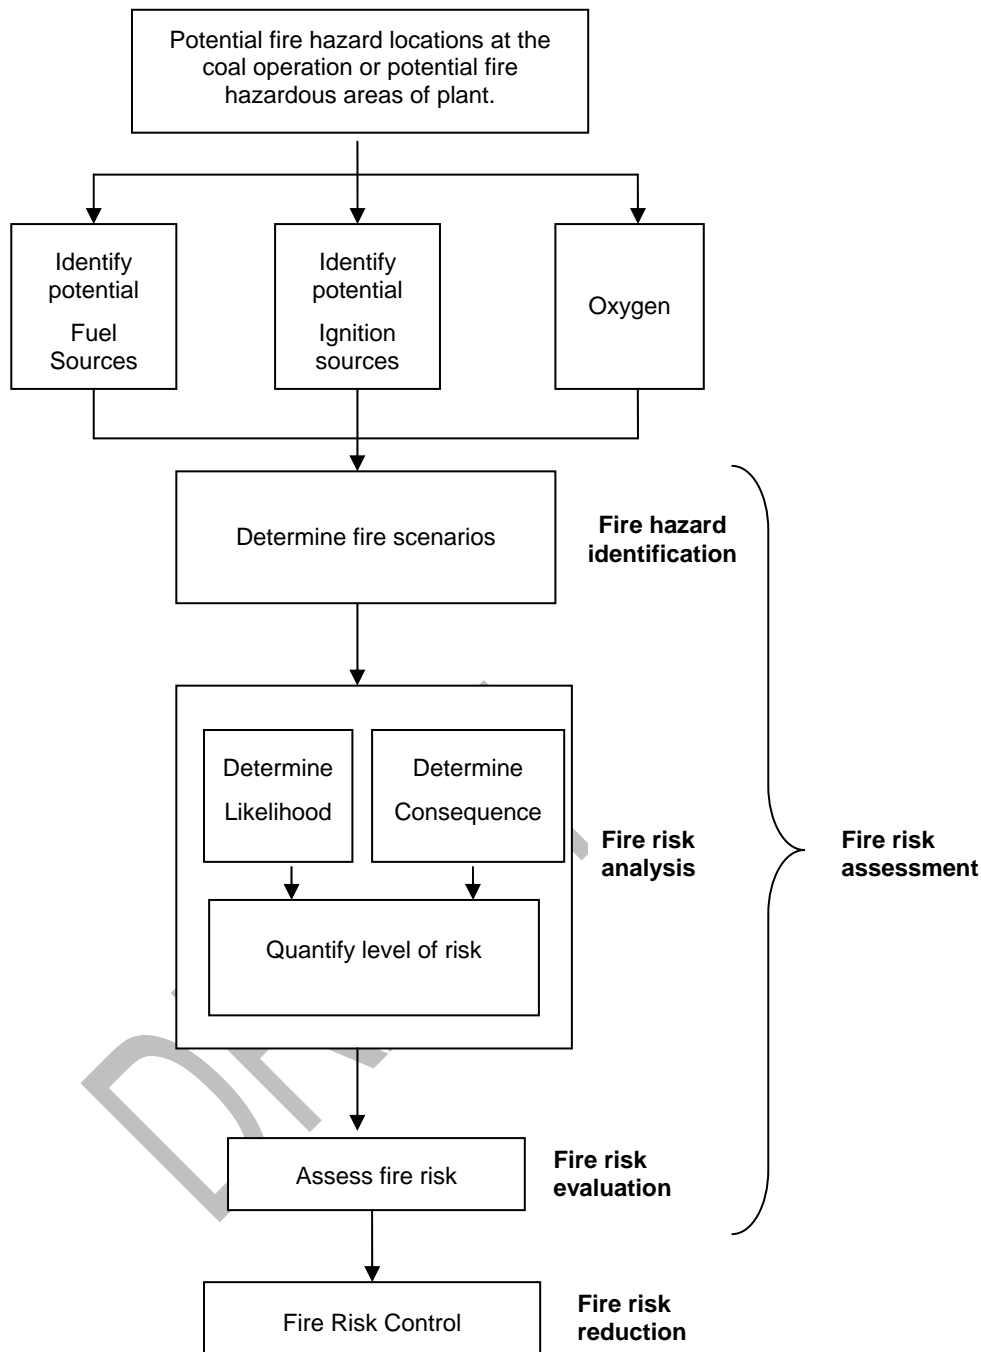 Potential fire hazard locations at the
coal operation or potential fire
hazardous areas of plant.
Identify
potential
Fuel
Sources
Identify
potential
Ignition
sources
Oxygen
Determine fire scenarios
Fire hazard
identification
Determine
Likelihood
Determine
Consequence
Quantify level of risk
Fire risk
analysis
Fire risk
assessment
Assess fire risk
Fire risk
evaluation
Fire Risk Control
Fire risk
reduction